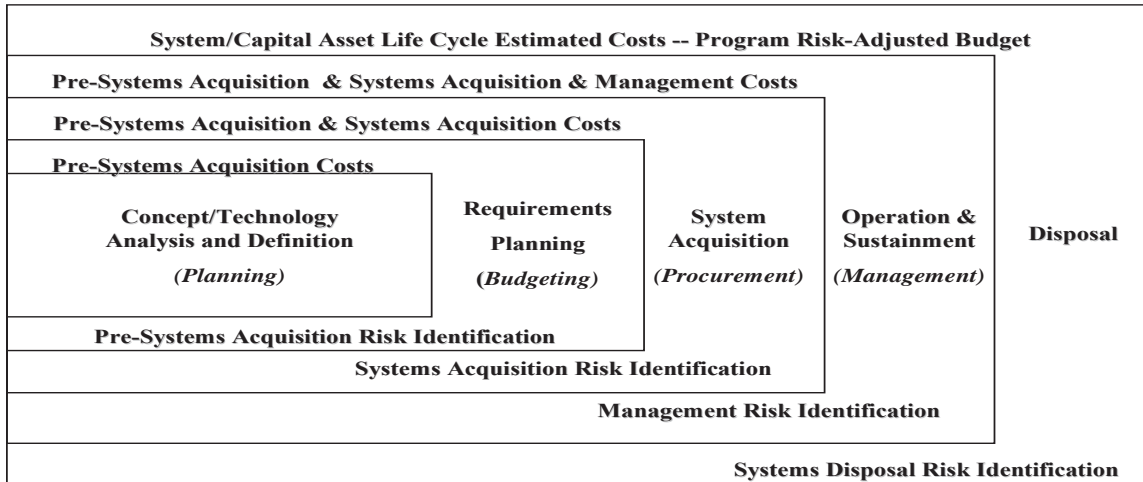 System/Capital Asset Life Cycle Estimated Costs -- Program Risk-Adjusted Budget
Pre-Systems Acquisition & Systems Acquisition & Management Costs
Pre-Systems Acquisition & Systems Acquisition Costs
Pre-Systems Acquisition Costs
Concept/Technology
Analysis and Definition
(Planning)
Requirements
Planning
(Budgeting)
System
Acquisition
(Procurement)
Operation &
Sustainment
(Management)
Disposal
Pre-Systems Acquisition Risk Identification
Systems Acquisition Risk Identification
Management Risk Identification
Systems Disposal Risk Identification